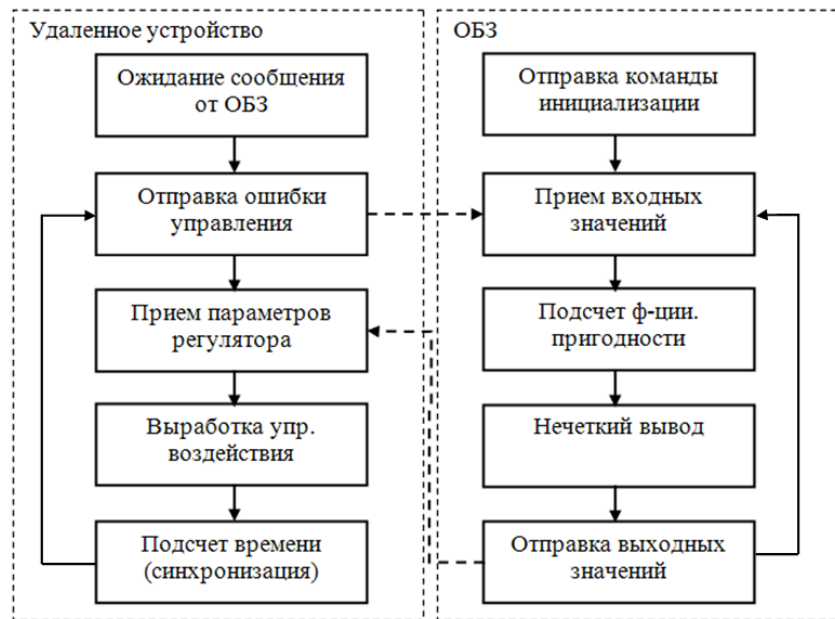 Удаленное устройство
Ожидание сообщения
от ОБЗ
Отправка ошибки
управления
Прием параметров
регулятора
Выработка упр.
воздействия
Подсчет времени
(синхронизация)
ОБЗ
Отправка команды
инициализации
Прием входных
значений
Подсчет ф-ции.
пригодности
Нечеткий вывод
Отправка выходных
значений